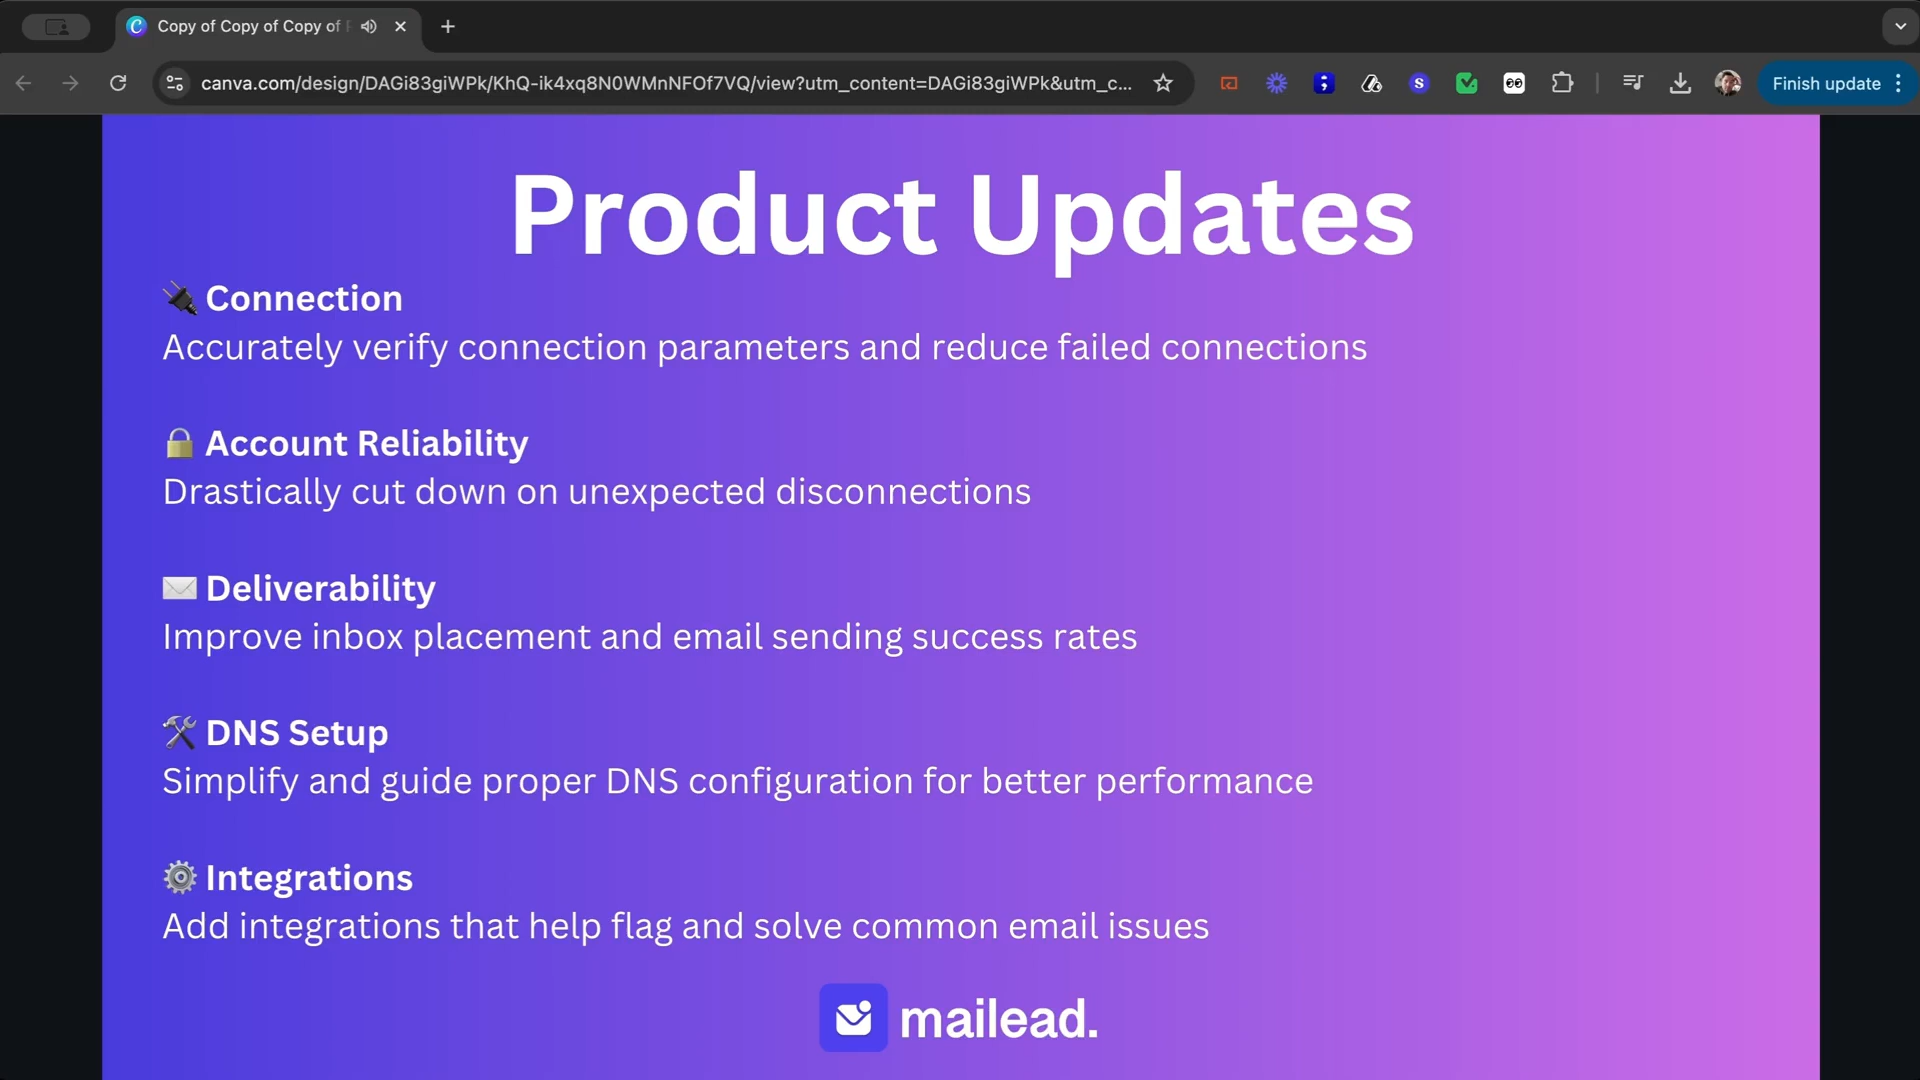 Copy of Copy of Copy of
canva.com/design/DAGi83giWPk/KhQ-ik4xq8N0WMnNFOf7VQ/view?utm_content=DAGi83giWPk&utm_c...
Finish update
Product Updates
🔌 Connection
Accurately verify connection parameters and reduce failed connections
🔒 Account Reliability
Drastically cut down on unexpected disconnections
✉️ Deliverability
Improve inbox placement and email sending success rates
🛠️ DNS Setup
Simplify and guide proper DNS configuration for better performance
⚙️ Integrations
Add integrations that help flag and solve common email issues
mailead.